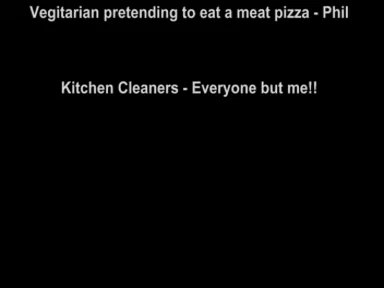 Vegitarian pretending to eat a meat pizza - Phil
Kitchen Cleaners - Everyone but me!!